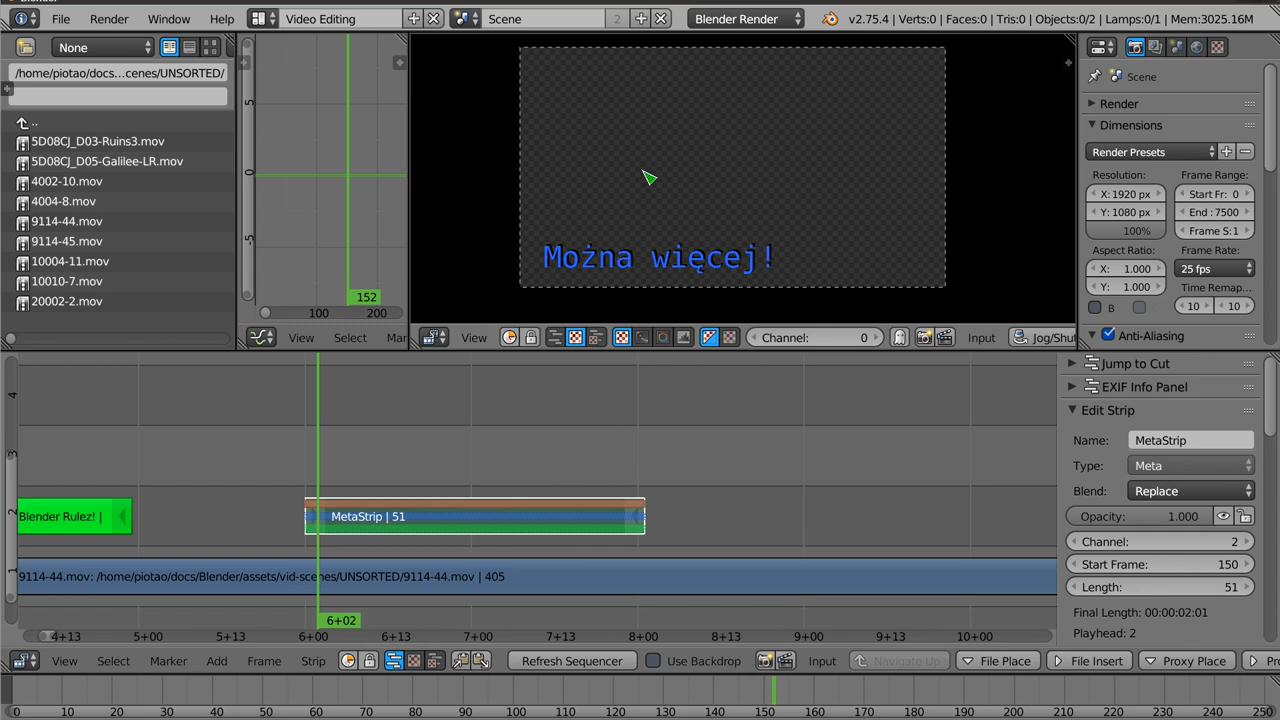 File Render Window Help Video Editing Scene 2 Blender Render v2.75.4 | Verts:0 | Faces:0 | Tris:0 | Objects:0/2 | Lamps:0/1 | Mem:3025.16M
None
/home/piotao/docs...cenes/UNSORTED/
..
5D08CJ_D03-Ruins3.mov
5D08CJ_D05-Galilee-LR.mov
4002-10.mov
4004-8.mov
9114-44.mov
9114-45.mov
10004-11.mov
10010-7.mov
20002-2.mov
5
0
-5
152
100 200
View Select Mar
Można więcej!
View Channel: 0 Input Jog/Shut
Scene
Render
Dimensions
Render Presets
Resolution: Frame Range:
X: 1920 px Start Fr: 0
Y: 1080 px End : 7500
100% Frame S:1
Aspect Ratio: Frame Rate:
X: 1.000 25 fps
Y: 1.000 Time Remap...
B 10 10
Anti-Aliasing
4
3
2
1
Blender Rulez! |
MetaStrip | 51
9114-44.mov: /home/piotao/docs/Blender/assets/vid-scenes/UNSORTED/9114-44.mov | 405
6+02
4+13 5+00 5+13 6+00 6+13 7+00 7+13 8+00 8+13 9+00 9+13 10+00
Jump to Cut
EXIF Info Panel
Edit Strip
Name: MetaStrip
Type: Meta
Blend: Replace
Opacity: 1.000
Channel: 2
Start Frame: 150
Length: 51
Final Length: 00:00:02:01
Playhead: 2
View Select Marker Add Frame Strip Refresh Sequencer Use Backdrop Input Navigate Up File Place File Insert Proxy Place Pr
0 10 20 30 40 50 60 70 80 90 100 110 120 130 140 150 160 170 180 190 200 210 220 230 240 250